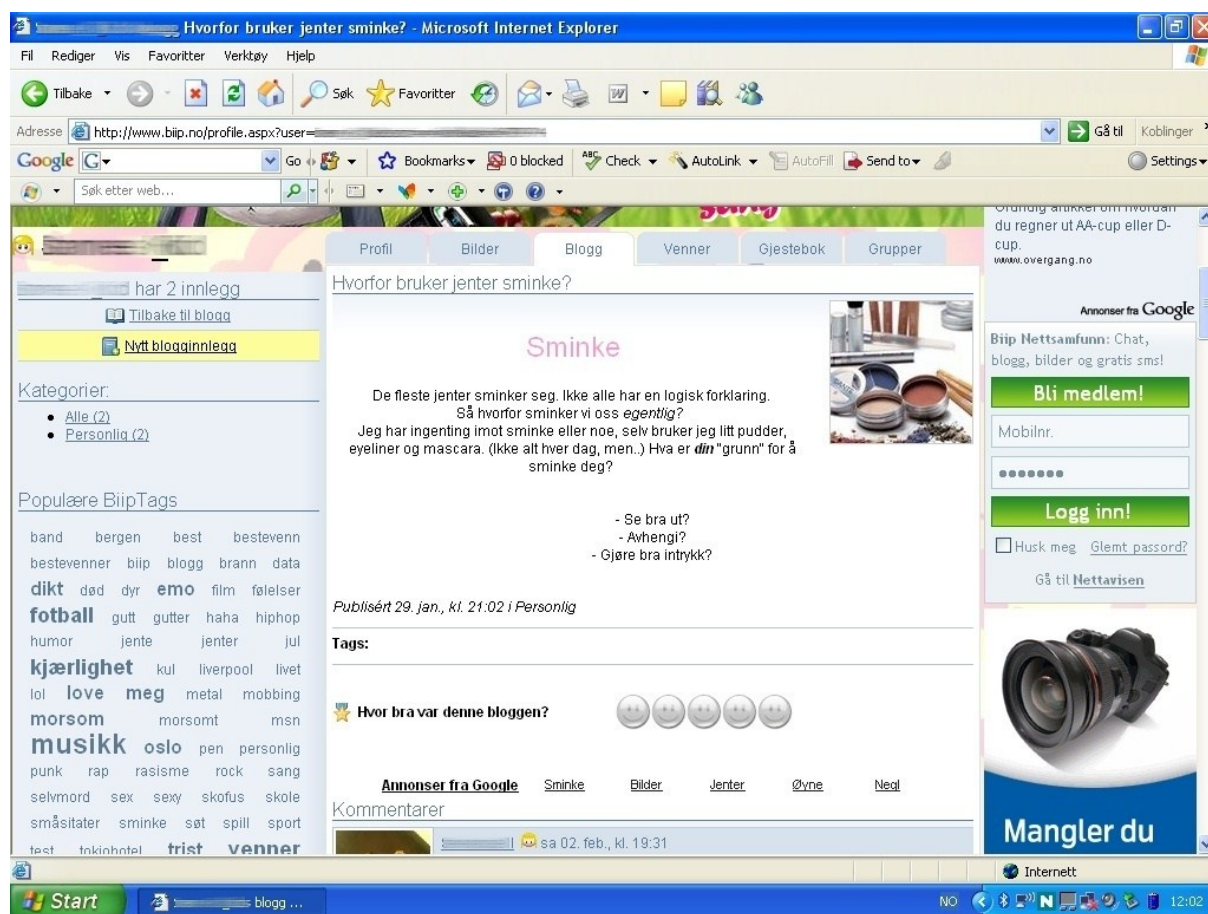 Hvorfor bruker jenter sminke? - Microsoft Internet Explorer
Fil Rediger Vis Favoritter Verktøy Hjelp
Tilbake Søk Favoritter
Adresse http://www.biip.no/profile.aspx?user= Gå til Koblinger
Google G Go Bookmarks 0 blocked ABC Check AutoLink AutoFill Send to Settings
Søk etter web...
sang
Grundig artikkel om hvordan
du regner ut AA-cup eller D-
cup.
www.overgang.no
Annonser fra Google
Profil Bilder Blogg Venner Gjestebok Grupper
har 2 innlegg
Tilbake til blogg
Nytt blogginnlegg
Kategorier:
Alle (2)
Personlig (2)
Populære BiipTags
band bergen best bestevenn
bestevenner biip blogg brann data
dikt død dyr emo film følelser
fotball gutt gutter haha hiphop
humor jente jenter jul
kjærlighet kul liverpool livet
lol love meg metal mobbing
morsom morsomt msn
musikk oslo pen personlig
punk rap rasisme rock sang
selvmord sex sexy skofus skole
småsitater sminke søt spill sport
test tokiohotel trist venner
Hvorfor bruker jenter sminke?
Sminke
De fleste jenter sminker seg. Ikke alle har en logisk forklaring.
Så hvorfor sminker vi oss egentlig?
Jeg har ingenting imot sminke eller noe, selv bruker jeg litt pudder,
eyeliner og mascara. (Ikke alt hver dag, men..) Hva er din "grunn" for å
sminke deg?
- Se bra ut?
- Avhengi?
- Gjøre bra intrykk?
Publisért 29. jan., kl. 21:02 i Personlig
Tags:
Hvor bra var denne bloggen?
Annonser fra Google Sminke Bilder Jenter Øyne Negl
Kommentarer
sa 02. feb., kl. 19:31
Biip Nettsamfunn: Chat,
blogg, bilder og gratis sms!
Bli medlem!
Mobilnr.
Logg inn!
Husk meg Glemt passord?
Gå til Nettavisen
Mangler du
Internett
Start blogg ... NO N 12:02